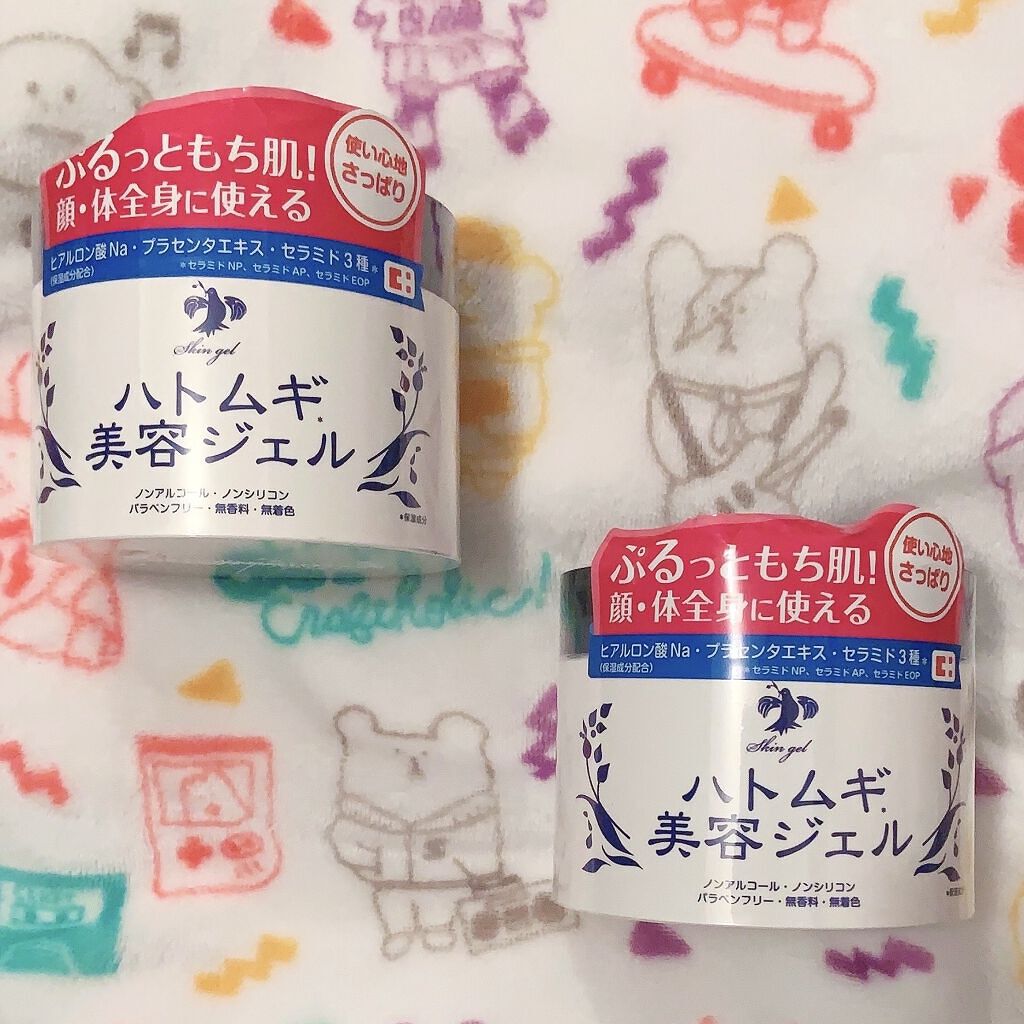 ぷるっともち肌!
顔・体全身に使える
使い心地
さっぱり
ヒアルロン酸Na・プラセンタエキス・セラミド3種*
(保湿成分配合)
*セラミドNP、セラミドAP、セラミドEOP
Skin gel
ハトムギ*
美容ジェル
ノンアルコール・ノンシリコン
パラベンフリー・無香料・無着色
*保湿成分
Craftholic!
ぷるっともち肌!
顔・体全身に使える
使い心地
さっぱり
ヒアルロン酸Na・プラセンタエキス・セラミド3種*
(保湿成分配合)
*セラミドNP、セラミドAP、セラミドEOP
Skin gel
ハトムギ*
美容ジェル
ノンアルコール・ノンシリコン
パラベンフリー・無香料・無着色
*保湿成分